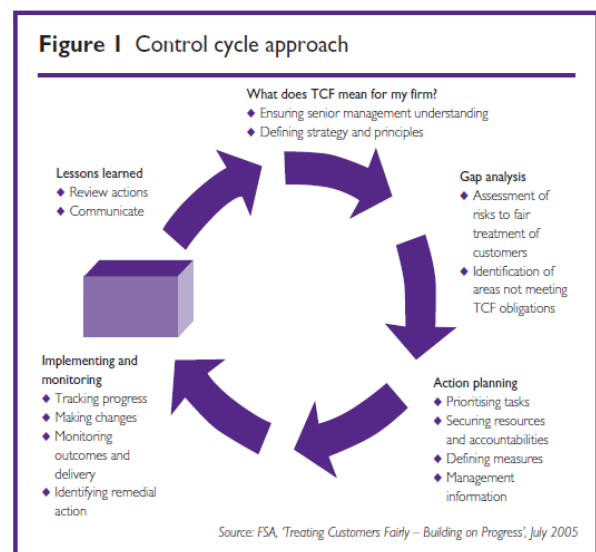 Figure 1 Control cycle approach
What does TCF mean for my firm?
◆ Ensuring senior management understanding
◆ Defining strategy and principles
Gap analysis
◆ Assessment of
risks to fair
treatment of
customers
◆ Identification of
areas not meeting
TCF obligations
Action planning
◆ Prioritising tasks
◆ Securing resources
and accountabilities
◆ Defining measures
◆ Management
information
Implementing and
monitoring
◆ Tracking progress
◆ Making changes
◆ Monitoring
outcomes and
delivery
◆ Identifying remedial
action
Lessons learned
◆ Review actions
◆ Communicate
Source: FSA, 'Treating Customers Fairly – Building on Progress', July 2005